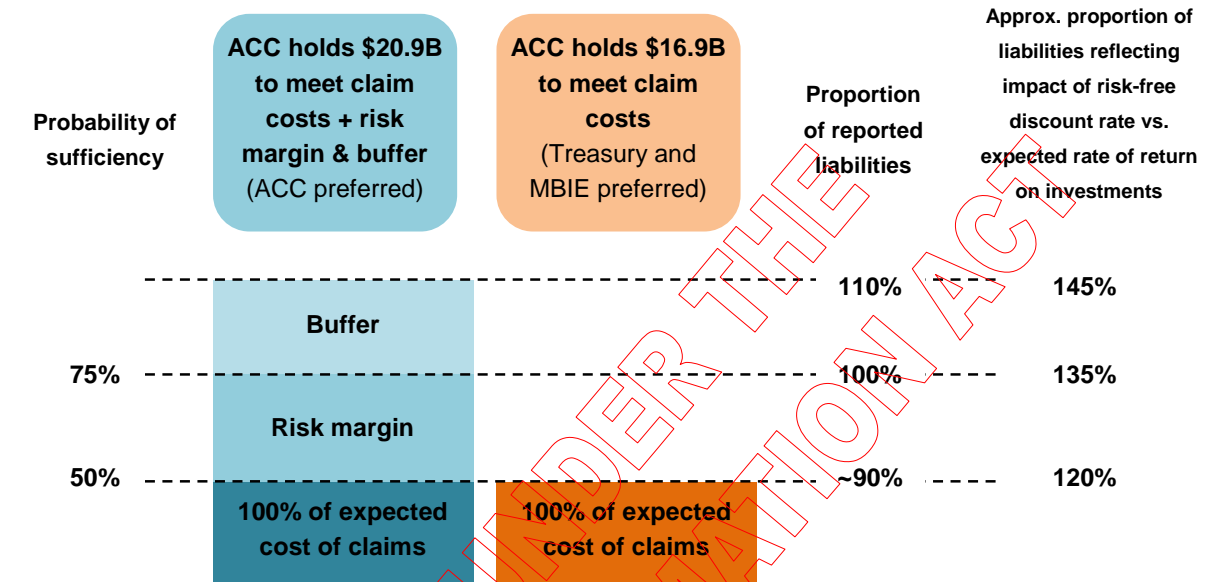 Probability of
sufficiency
ACC holds $20.9B
to meet claim
costs + risk
margin & buffer
(ACC preferred)
ACC holds $16.9B
to meet claim
costs
(Treasury and
MBIE preferred)
Proportion
of reported
liabilities
Approx. proportion of
liabilities reflecting
impact of risk-free
discount rate vs.
expected rate of return
on investments
110%
145%
Buffer
75%
100%
135%
Risk margin
50%
~90%
120%
100% of expected
cost of claims
100% of expected
cost of claims
UNDER THE
ACT